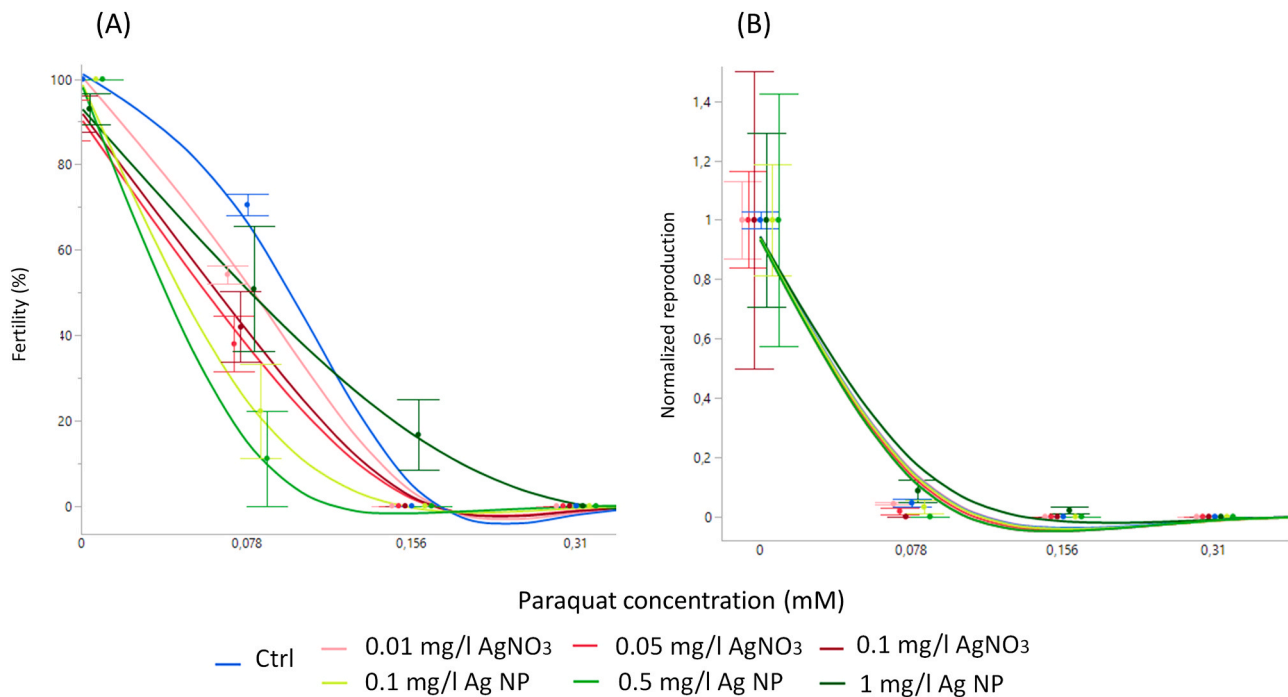 (A)
(B)
Fertility (%)
100
80
60
40
20
0
0
0,078
0,156
0,31
Normalized reproduction
1,4
1,2
1
0,8
0,6
0,4
0,2
0
0
0,078
0,156
0,31
Paraquat concentration (mM)
Ctrl
0.01 mg/l AgNO₃
0.05 mg/l AgNO₃
0.1 mg/l AgNO₃
0.1 mg/l Ag NP
0.5 mg/l Ag NP
1 mg/l Ag NP